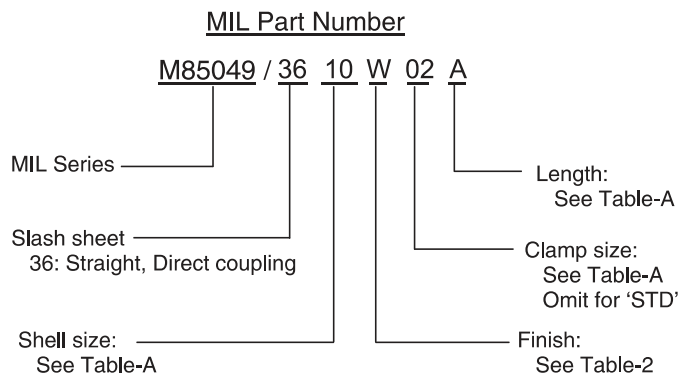 MIL Part Number
M85049 / 36 10 W 02 A
MIL Series
Length:
See Table-A
Slash sheet
36: Straight, Direct coupling
Clamp size:
See Table-A
Omit for ‘STD’
Shell size:
See Table-A
Finish:
See Table-2